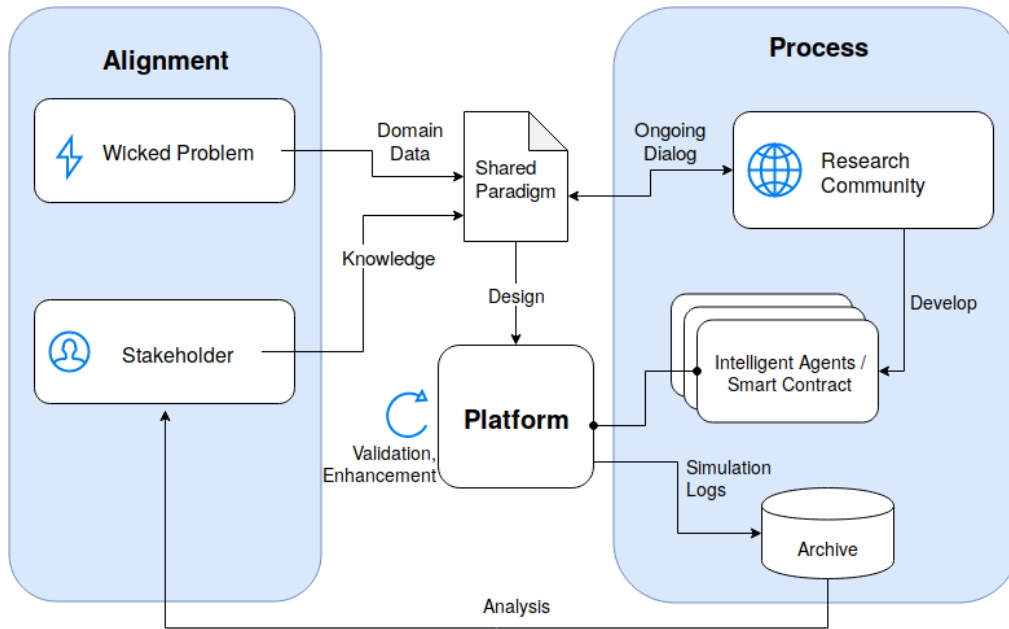 Alignment
Process
Wicked Problem
Domain
Data
Shared
Paradigm
Ongoing
Dialog
Research
Community
Knowledge
Stakeholder
Design
Develop
Intelligent Agents /
Smart Contract
Platform
Validation,
Enhancement
Simulation
Logs
Archive
Analysis